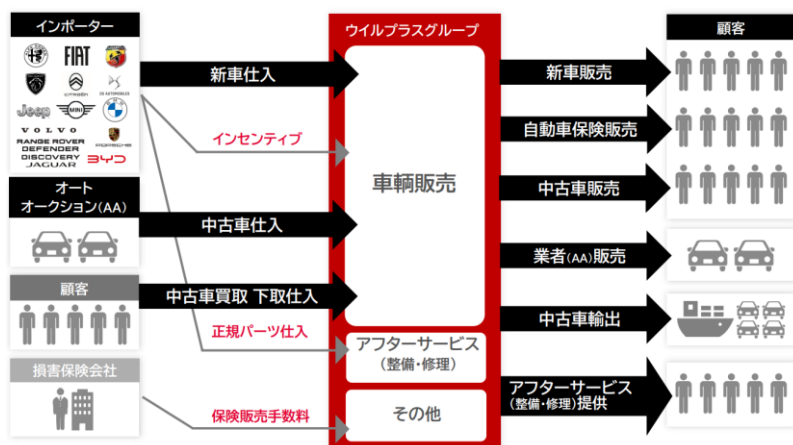 インポーター
FIAT
CITROËN
DS AUTOMOBILES
Jeep
MINI
VOLVO
PORSCHE
RANGE ROVER
DEFENDER
DISCOVERY
JAGUAR
BYD
オート
オークション(AA)
顧客
損害保険会社
新車仕入
インセンティブ
中古車仕入
中古車買取 下取仕入
正規パーツ仕入
保険販売手数料
ウイルプラスグループ
車輌販売
アフターサービス
(整備・修理)
その他
新車販売
自動車保険販売
中古車販売
業者(AA)販売
中古車輸出
アフターサービス
(整備・修理)提供
顧客